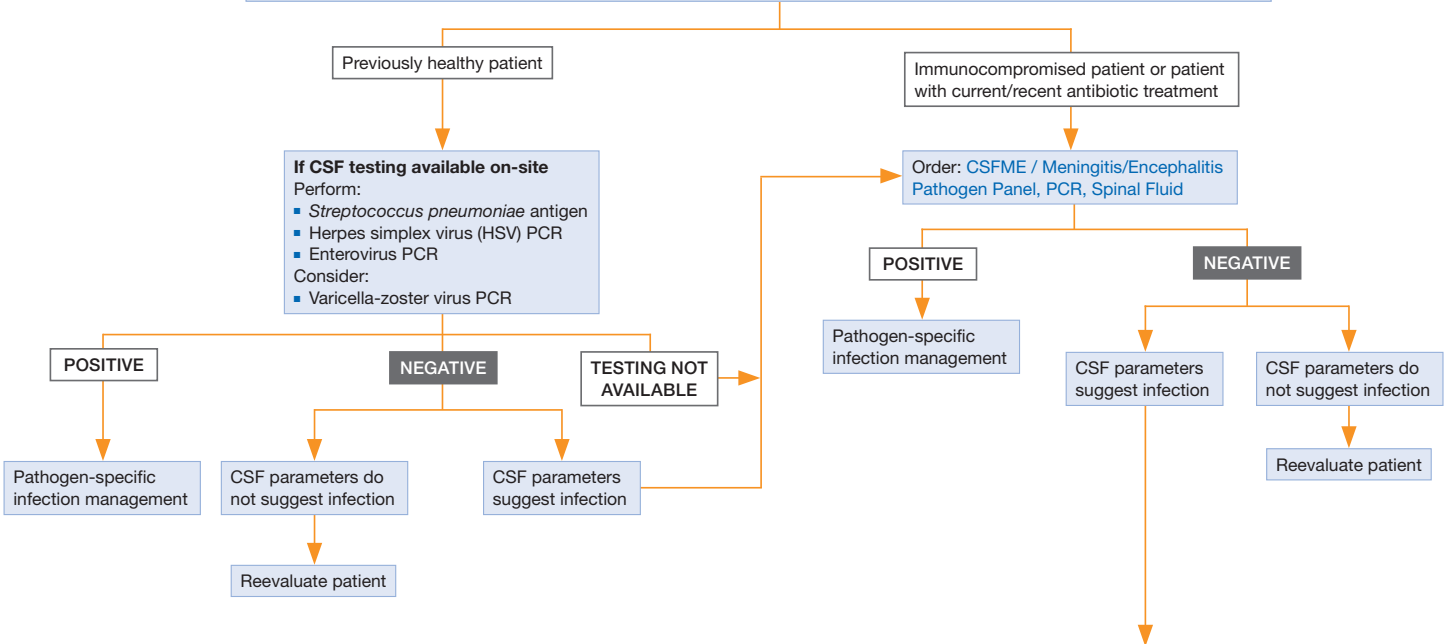 Previously healthy patient
Immunocompromised patient or patient
with current/recent antibiotic treatment
If CSF testing available on-site
Perform:
▪ Streptococcus pneumoniae antigen
▪ Herpes simplex virus (HSV) PCR
▪ Enterovirus PCR
Consider:
▪ Varicella-zoster virus PCR
Order: CSFME / Meningitis/Encephalitis
Pathogen Panel, PCR, Spinal Fluid
POSITIVE
NEGATIVE
TESTING NOT
AVAILABLE
POSITIVE
NEGATIVE
Pathogen-specific
infection management
CSF parameters do
not suggest infection
CSF parameters
suggest infection
Reevaluate patient
Pathogen-specific
infection management
CSF parameters
suggest infection
CSF parameters do
not suggest infection
Reevaluate patient